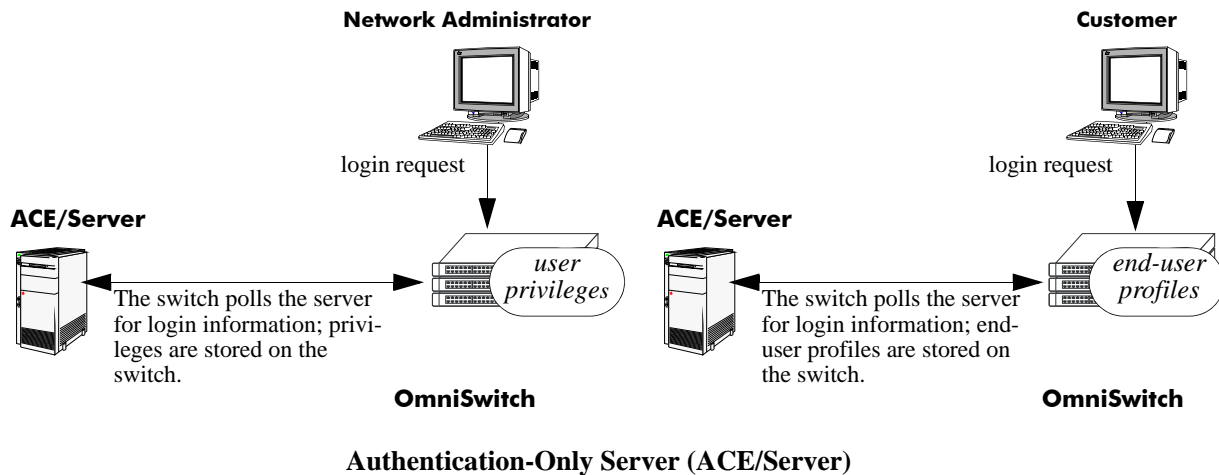 Network Administrator
login request
ACE/Server
user
privileges
The switch polls the server
for login information; privi-
leges are stored on the
switch.
OmniSwitch
Customer
login request
ACE/Server
end-user
profiles
The switch polls the server
for login information; end-
user profiles are stored on
the switch.
OmniSwitch
Authentication-Only Server (ACE/Server)